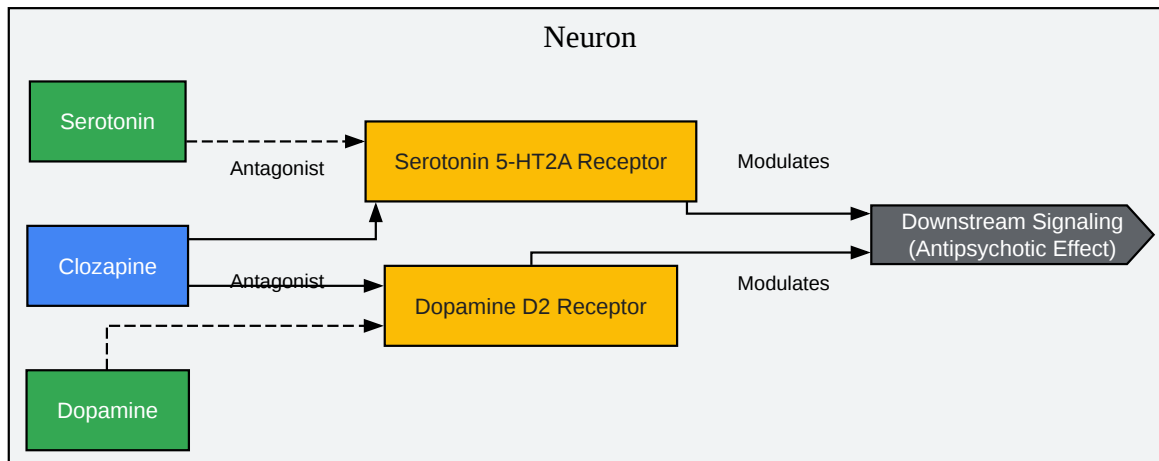 Neuron
Serotonin
Antagonist
Serotonin 5-HT2A Receptor
Modulates
Clozapine
Antagonist
Dopamine D2 Receptor
Modulates
Downstream Signaling
(Antipsychotic Effect)
Dopamine